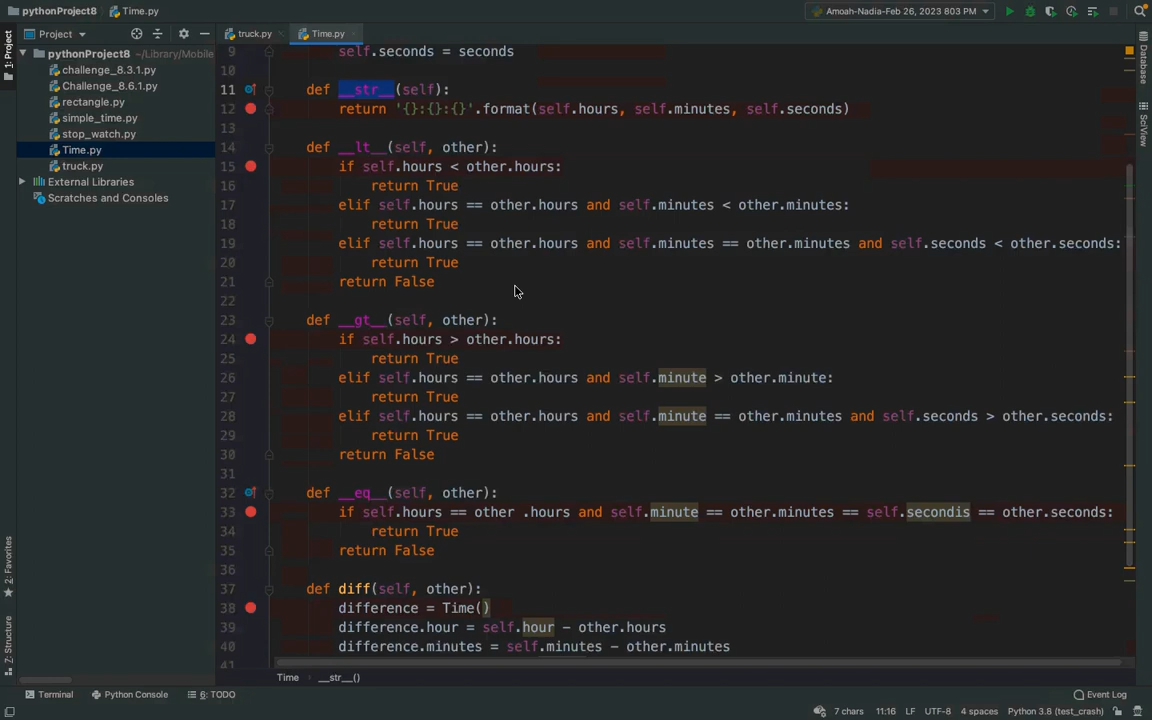 pythonProject8 Time.py Amoah-Nadia-Feb 26, 2023 803 PM
1: Project
Project
truck.py Time.py
pythonProject8 ~/Library/Mobile
challenge_8.3.1.py
Challenge_8.6.1.py
rectangle.py
simple_time.py
stop_watch.py
Time.py
truck.py
External Libraries
Scratches and Consoles
2: Favorites
Z: Structure
Database
SciView
9 self.seconds = seconds
10
11 def __str__(self):
12 return '{}:{}:{}'.format(self.hours, self.minutes, self.seconds)
13
14 def __lt__(self, other):
15 if self.hours < other.hours:
16 return True
17 elif self.hours == other.hours and self.minutes < other.minutes:
18 return True
19 elif self.hours == other.hours and self.minutes == other.minutes and self.seconds < other.seconds:
20 return True
21 return False
22
23 def __gt__(self, other):
24 if self.hours > other.hours:
25 return True
26 elif self.hours == other.hours and self.minute > other.minute:
27 return True
28 elif self.hours == other.hours and self.minute == other.minutes and self.seconds > other.seconds:
29 return True
30 return False
31
32 def __eq__(self, other):
33 if self.hours == other .hours and self.minute == other.minutes == self.secondis == other.seconds:
34 return True
35 return False
36
37 def diff(self, other):
38 difference = Time()
39 difference.hour = self.hour - other.hours
40 difference.minutes = self.minutes - other.minutes
41
Time __str__()
Terminal Python Console 6: TODO Event Log
7 chars 11:16 LF UTF-8 4 spaces Python 3.8 (test_crash)